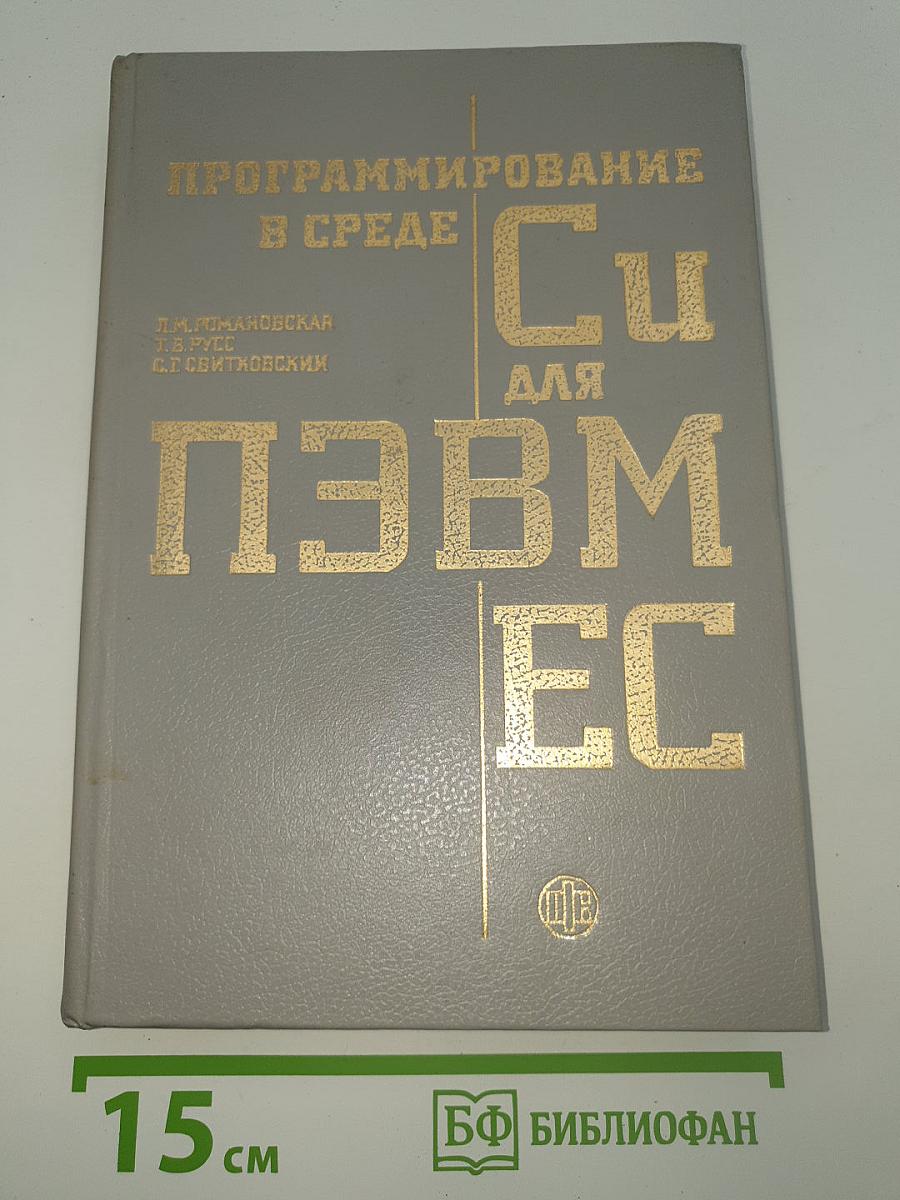 ПРОГРАММИРОВАНИЕ
В СРЕДЕ
Си
Л.М.РОМАНОВСКАЯ
Т.В.РУСС
С.Г.СВИТКОВСКИЙ
ДЛЯ
ПЭВМ
ЕС
15 см
БФ БИБЛИОФАН